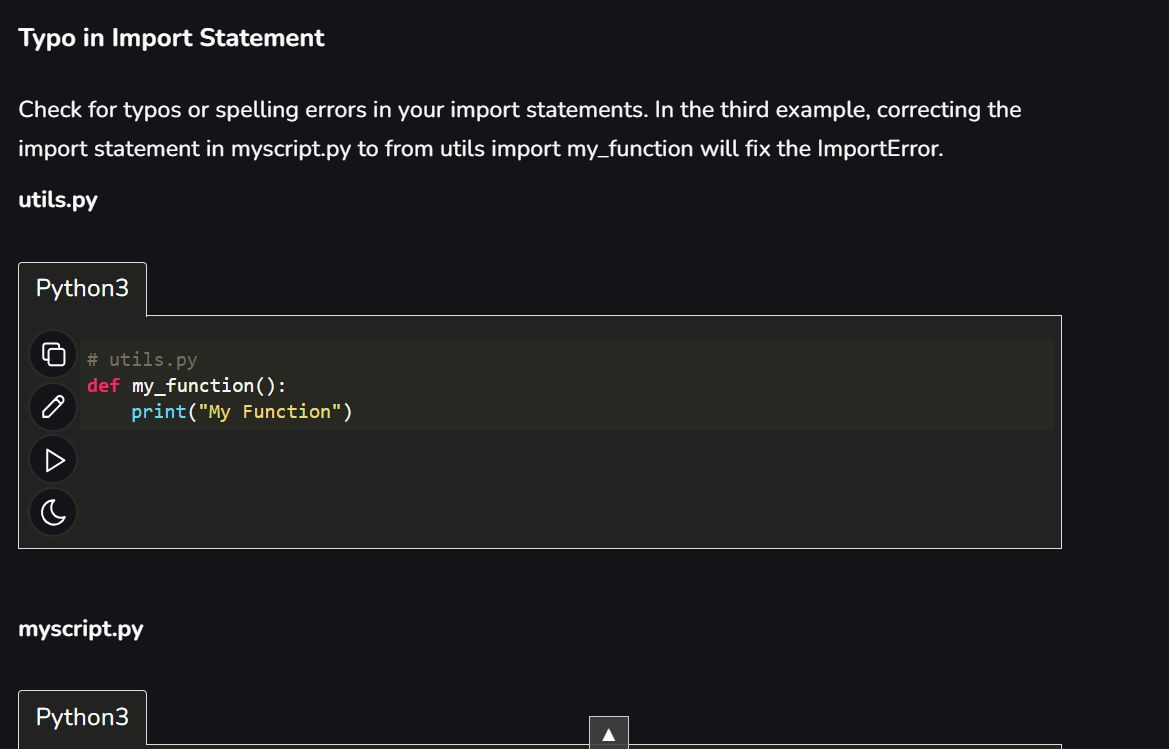 Typo in Import Statement
Check for typos or spelling errors in your import statements. In the third example, correcting the
import statement in myscript.py to from utils import my_function will fix the ImportError.
utils.py
Python3
# utils.py
def my_function():
    print("My Function")
myscript.py
Python3